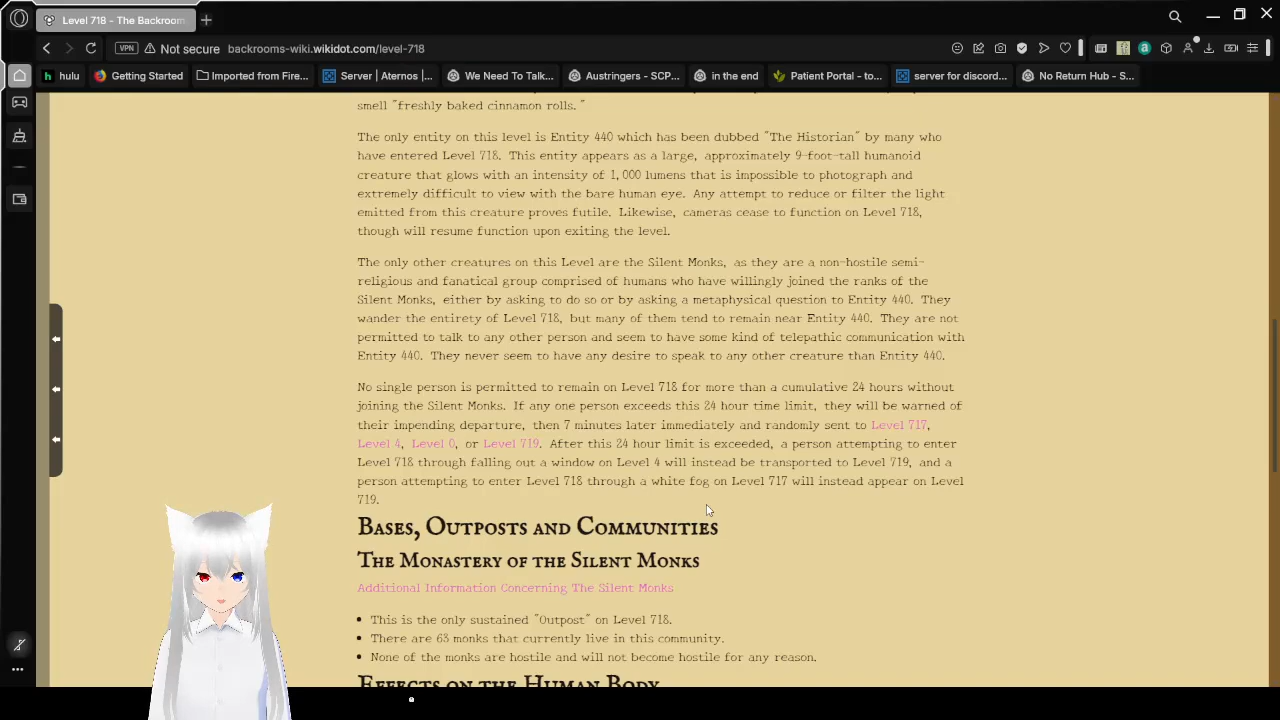 Level 718 - The Backroom
Not secure
backrooms-wiki.wikidot.com/level-718
VPN
hulu
Getting Started
Imported from Fire...
Server | Aternos |...
We Need To Talk...
Austringers - SCP...
in the end
Patient Portal - to...
server for discord...
No Return Hub - S...
smell "freshly baked cinnamon rolls."
The only entity on this level is Entity 440 which has been dubbed "The Historian" by many who
have entered Level 718. This entity appears as a large, approximately 9-foot-tall humanoid
creature that glows with an intensity of 1,000 lumens that is impossible to photograph and
extremely difficult to view with the bare human eye. Any attempt to reduce or filter the light
emitted from this creature proves futile. Likewise, cameras cease to function on Level 718,
though will resume function upon exiting the level.
The only other creatures on this Level are the Silent Monks, as they are a non-hostile semi-
religious and fanatical group comprised of humans who have willingly joined the ranks of the
Silent Monks, either by asking to do so or by asking a metaphysical question to Entity 440. They
wander the entirety of Level 718, but many of them tend to remain near Entity 440. They are not
permitted to talk to any other person and seem to have some kind of telepathic communication with
Entity 440. They never seem to have any desire to speak to any other creature than Entity 440.
No single person is permitted to remain on Level 718 for more than a cumulative 24 hours without
joining the Silent Monks. If any one person exceeds this 24 hour time limit, they will be warned of
their impending departure, then 7 minutes later immediately and randomly sent to Level 717,
Level 4, Level 0, or Level 719. After this 24 hour limit is exceeded, a person attempting to enter
Level 718 through falling out a window on Level 4 will instead be transported to Level 719, and a
person attempting to enter Level 718 through a white fog on Level 717 will instead appear on Level
719.
Bases, Outposts and Communities
The Monastery of the Silent Monks
Additional Information Concerning The Silent Monks
This is the only sustained "Outpost" on Level 718.
There are 63 monks that currently live in this community.
None of the monks are hostile and will not become hostile for any reason.
Effects on the Human Body